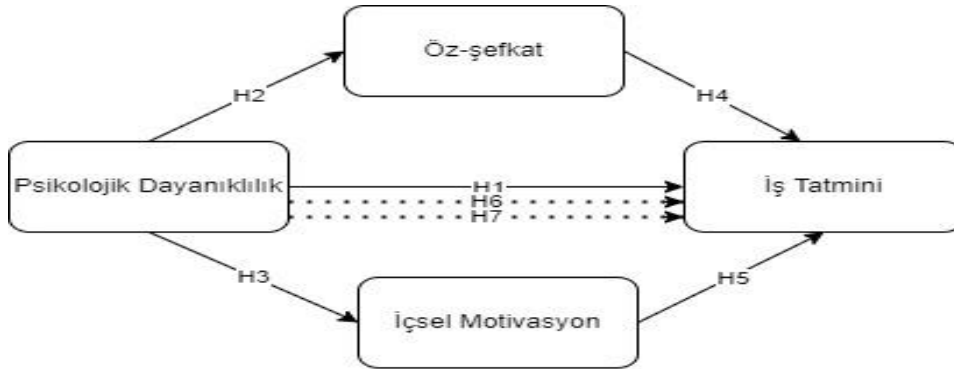 Öz-şefkat
H2
H4
Psikolojik Dayanıklılık
H1
İş Tatmini
H6
H7
H3
H5
İçsel Motivasyon